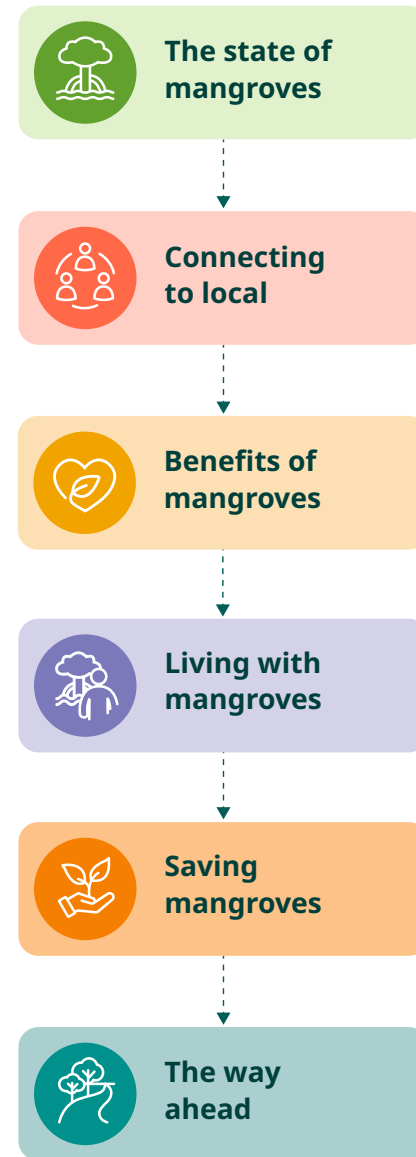 The state of
mangroves
Connecting
to local
Benefits of
mangroves
Living with
mangroves
Saving
mangroves
The way
ahead